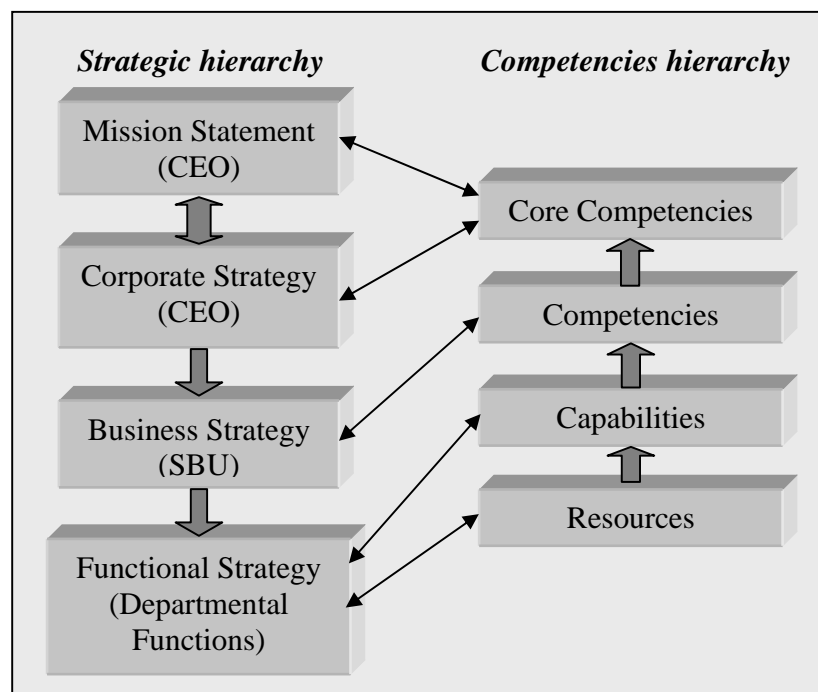 Strategic hierarchy
Mission Statement
(CEO)
Corporate Strategy
(CEO)
Business Strategy
(SBU)
Functional Strategy
(Departmental
Functions)
Competencies hierarchy
Core Competencies
Competencies
Capabilities
Resources